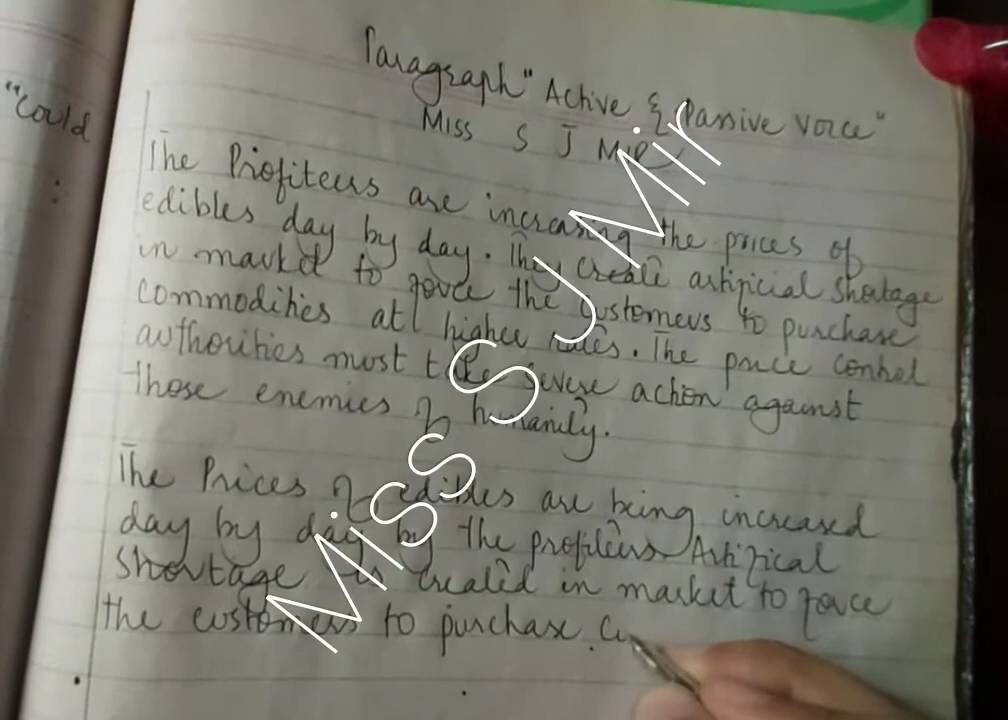 "Could
Paragraph "Active & Passive Voice"
Miss S J Mir
The Profiteers are increasing the prices of
edibles day by day. They create artificial shortage
in market to force the customers to purchase
commodities at higher rates. The price control
authorities must take severe action against
those enemies of humanity.
The Prices of edibles are being increased
day by day by the profiteers Artifical
Shortage is created in market to force
the customers to purchase
Miss S J Mir